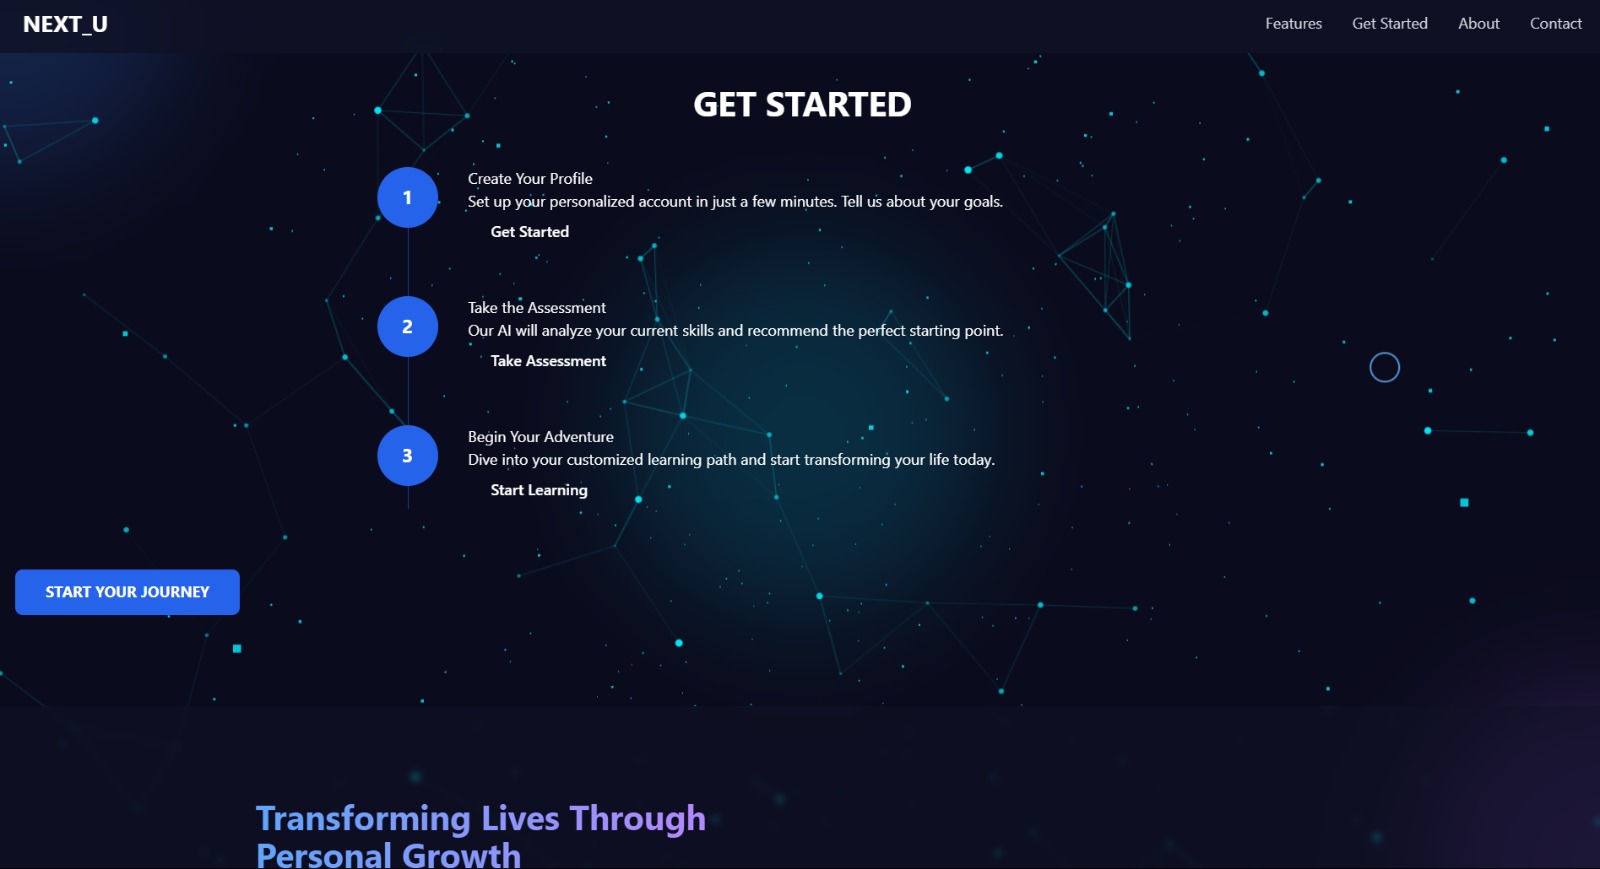 NEXT_U
Features
Get Started
About
Contact
GET STARTED
1
Create Your Profile
Set up your personalized account in just a few minutes. Tell us about your goals.
Get Started
2
Take the Assessment
Our AI will analyze your current skills and recommend the perfect starting point.
Take Assessment
3
Begin Your Adventure
Dive into your customized learning path and start transforming your life today.
Start Learning
START YOUR JOURNEY
Transforming Lives Through
Personal Growth